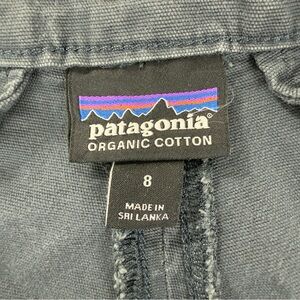 patagonia®
ORGANIC COTTON
8
MADE IN
SRI LANKA